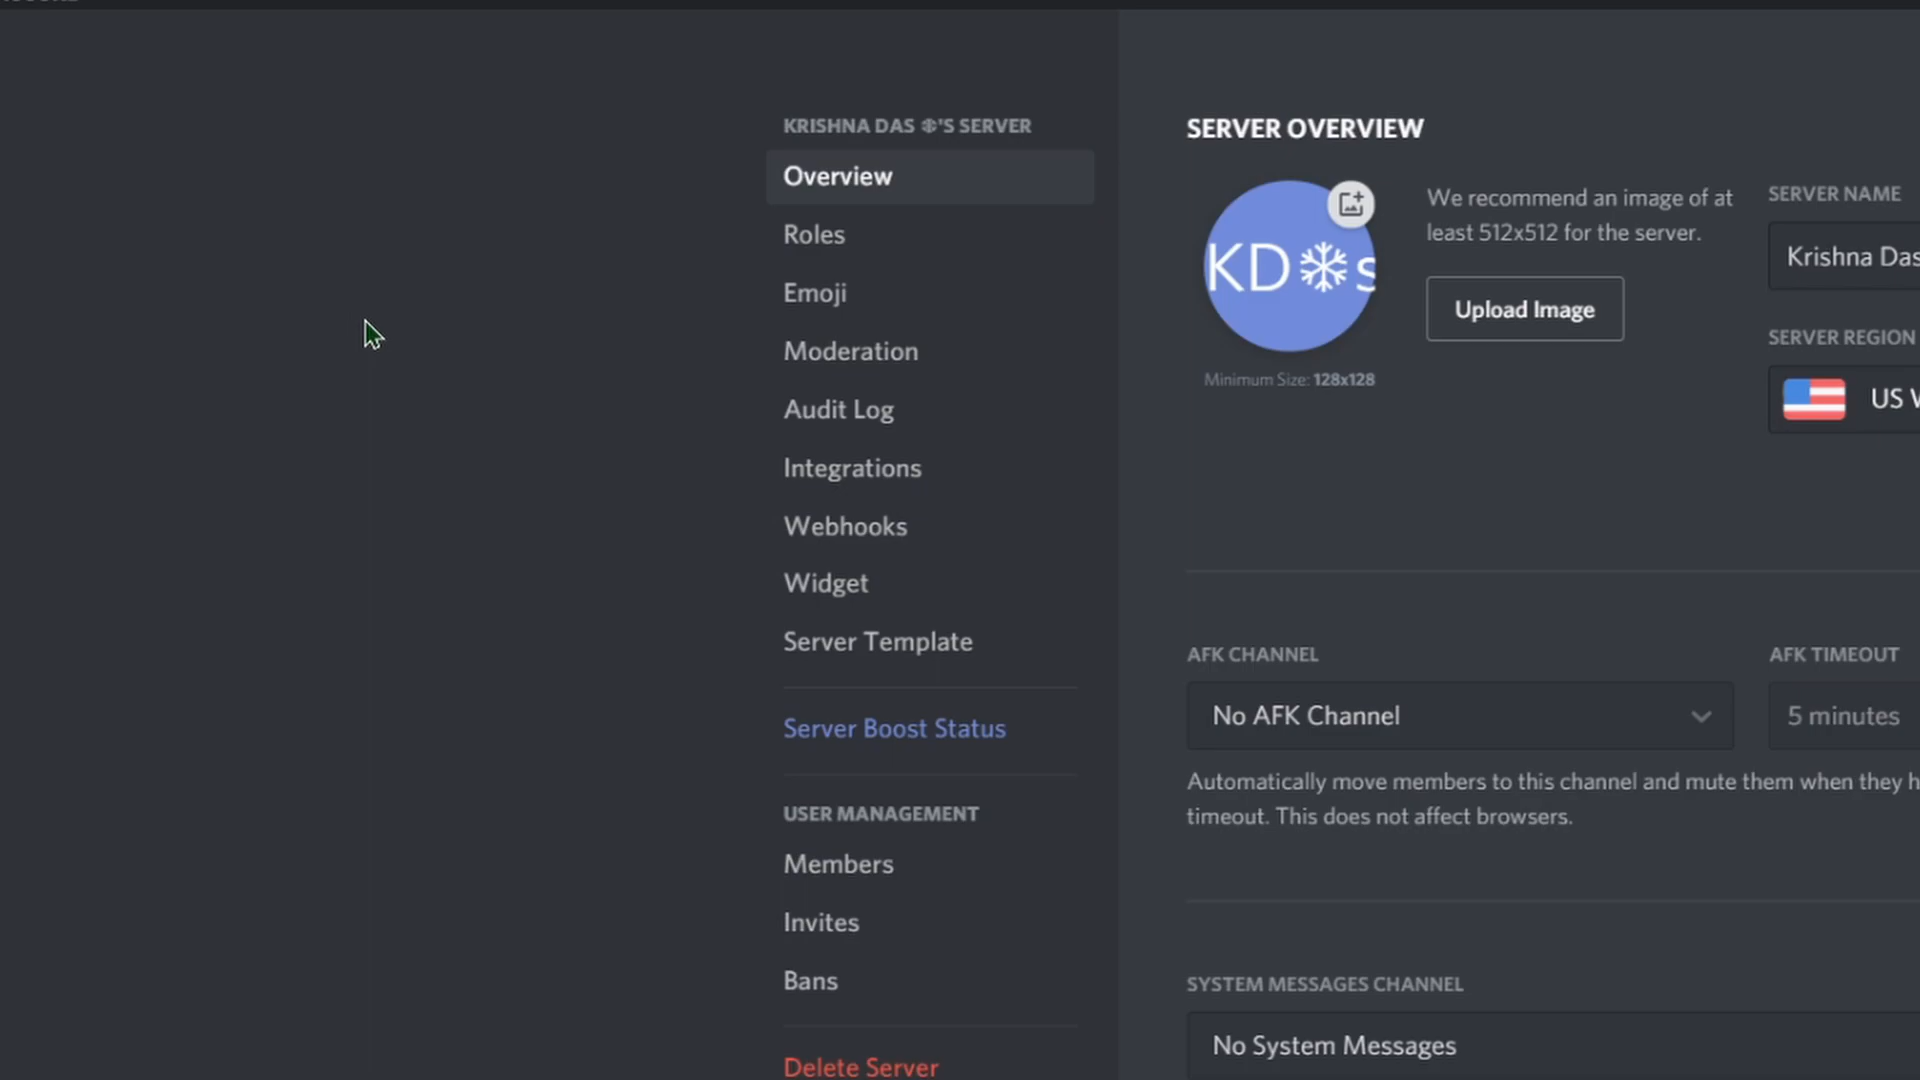 KRISHNA DAS ❄'S SERVER
Overview
Roles
Emoji
Moderation
Audit Log
Integrations
Webhooks
Widget
Server Template
Server Boost Status
USER MANAGEMENT
Members
Invites
Bans
Delete Server
SERVER OVERVIEW
KD❄s
Minimum Size: 128x128
We recommend an image of at
least 512x512 for the server.
Upload Image
SERVER NAME
Krishna Das
SERVER REGION
US W
AFK CHANNEL
No AFK Channel
AFK TIMEOUT
5 minutes
Automatically move members to this channel and mute them when they h
timeout. This does not affect browsers.
SYSTEM MESSAGES CHANNEL
No System Messages